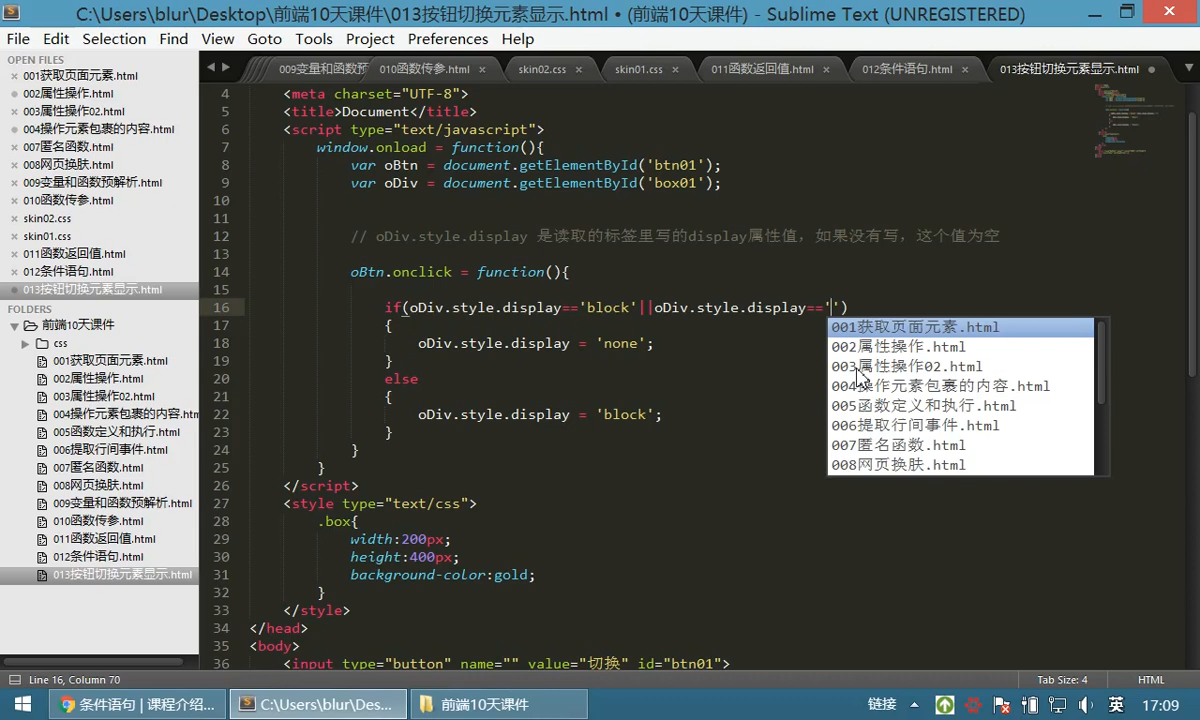 C:\Users\blur\Desktop\前端10天课件\013按钮切换元素显示.html • (前端10天课件) - Sublime Text (UNREGISTERED)
File Edit Selection Find View Goto Tools Project Preferences Help
OPEN FILES
001获取页面元素.html
002属性操作.html
003属性操作02.html
004操作元素包裹的内容.html
007匿名函数.html
008网页换肤.html
009变量和函数预解析.html
010函数传参.html
skin02.css
skin01.css
011函数返回值.html
012条件语句.html
013按钮切换元素显示.html
FOLDERS
前端10天课件
css
001获取页面元素.html
002属性操作.html
003属性操作02.html
004操作元素包裹的内容.htm
005函数定义和执行.html
006提取行间事件.html
007匿名函数.html
008网页换肤.html
009变量和函数预解析.html
010函数传参.html
011函数返回值.html
012条件语句.html
013按钮切换元素显示.html
009变量和函数预 010函数传参.html skin02.css skin01.css 011函数返回值.html 012条件语句.html 013按钮切换元素显示.html
4 <meta charset="UTF-8">
5 <title>Document</title>
6 <script type="text/javascript">
7 window.onload = function(){
8 var oBtn = document.getElementById('btn01');
9 var oDiv = document.getElementById('box01');
10
11
12 // oDiv.style.display 是读取的标签里写的display属性值，如果没有写，这个值为空
13
14 oBtn.onclick = function(){
15
16 if(oDiv.style.display=='block'||oDiv.style.display=='')
17 {
18 oDiv.style.display = 'none';
19 }
20 else
21 {
22 oDiv.style.display = 'block';
23 }
24 }
25 }
26 </script>
27 <style type="text/css">
28 .box{
29 width:200px;
30 height:400px;
31 background-color:gold;
32 }
33 </style>
34 </head>
35 <body>
36 <input type="button" name="" value="切换" id="btn01">
001获取页面元素.html
002属性操作.html
003属性操作02.html
004操作元素包裹的内容.html
005函数定义和执行.html
006提取行间事件.html
007匿名函数.html
008网页换肤.html
Line 16, Column 70 Tab Size: 4 HTML
条件语句 | 课程介绍... C:\Users\blur\Des... 前端10天课件 链接 英 17:09